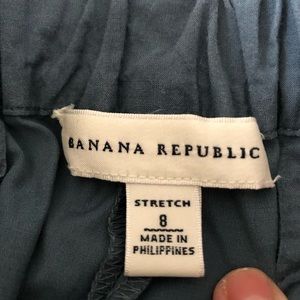 BANANA REPUBLIC
STRETCH
8
MADE IN
PHILIPPINES